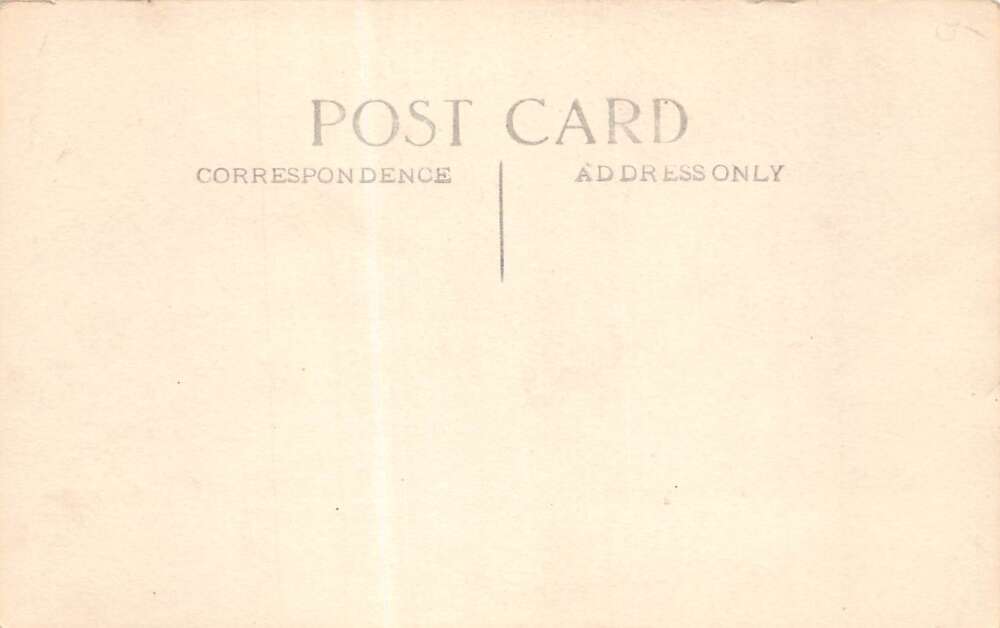 POST CARD
CORRESPONDENCE ADDRESS ONLY